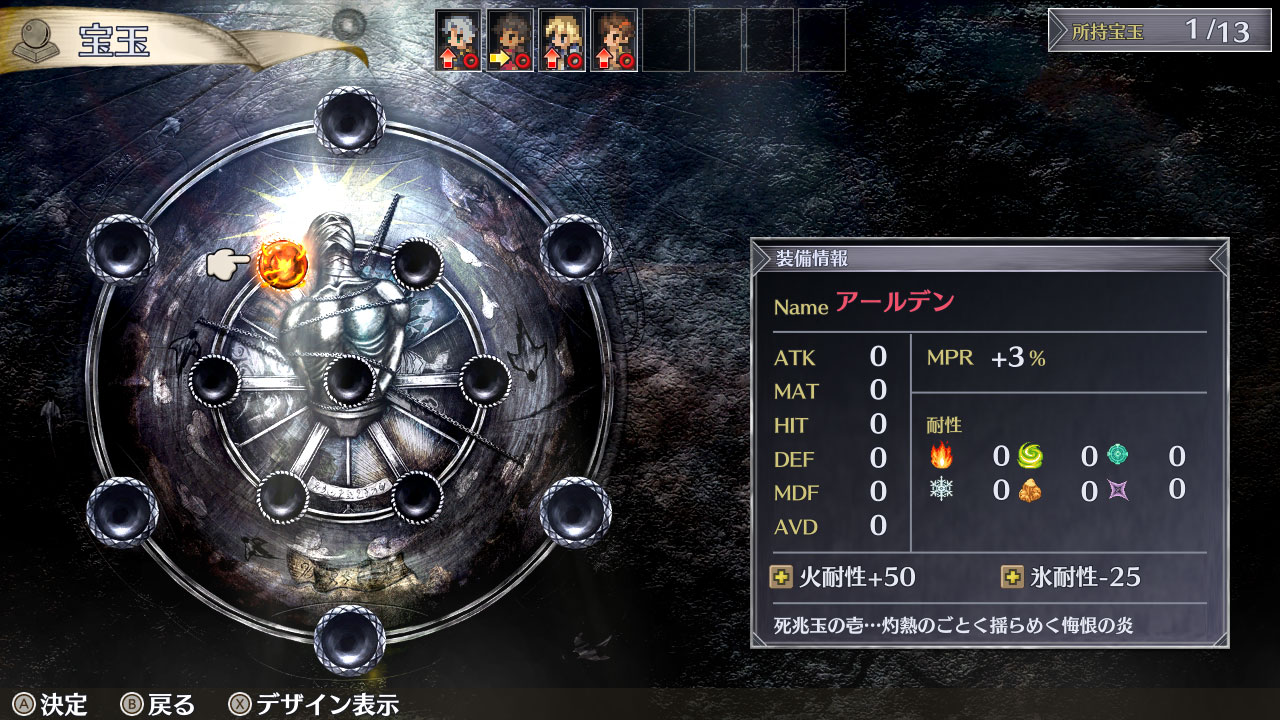 宝玉
所持宝玉 1/13
装備情報
Name アールデン
ATK 0
MAT 0
HIT 0
DEF 0
MDF 0
AVD 0
MPR +3%
耐性
0 0 0
0 0 0
火耐性+50 氷耐性-25
死兆玉の壱…灼熱のごとく揺らめく悔恨の炎
A 決定 B 戻る X デザイン表示